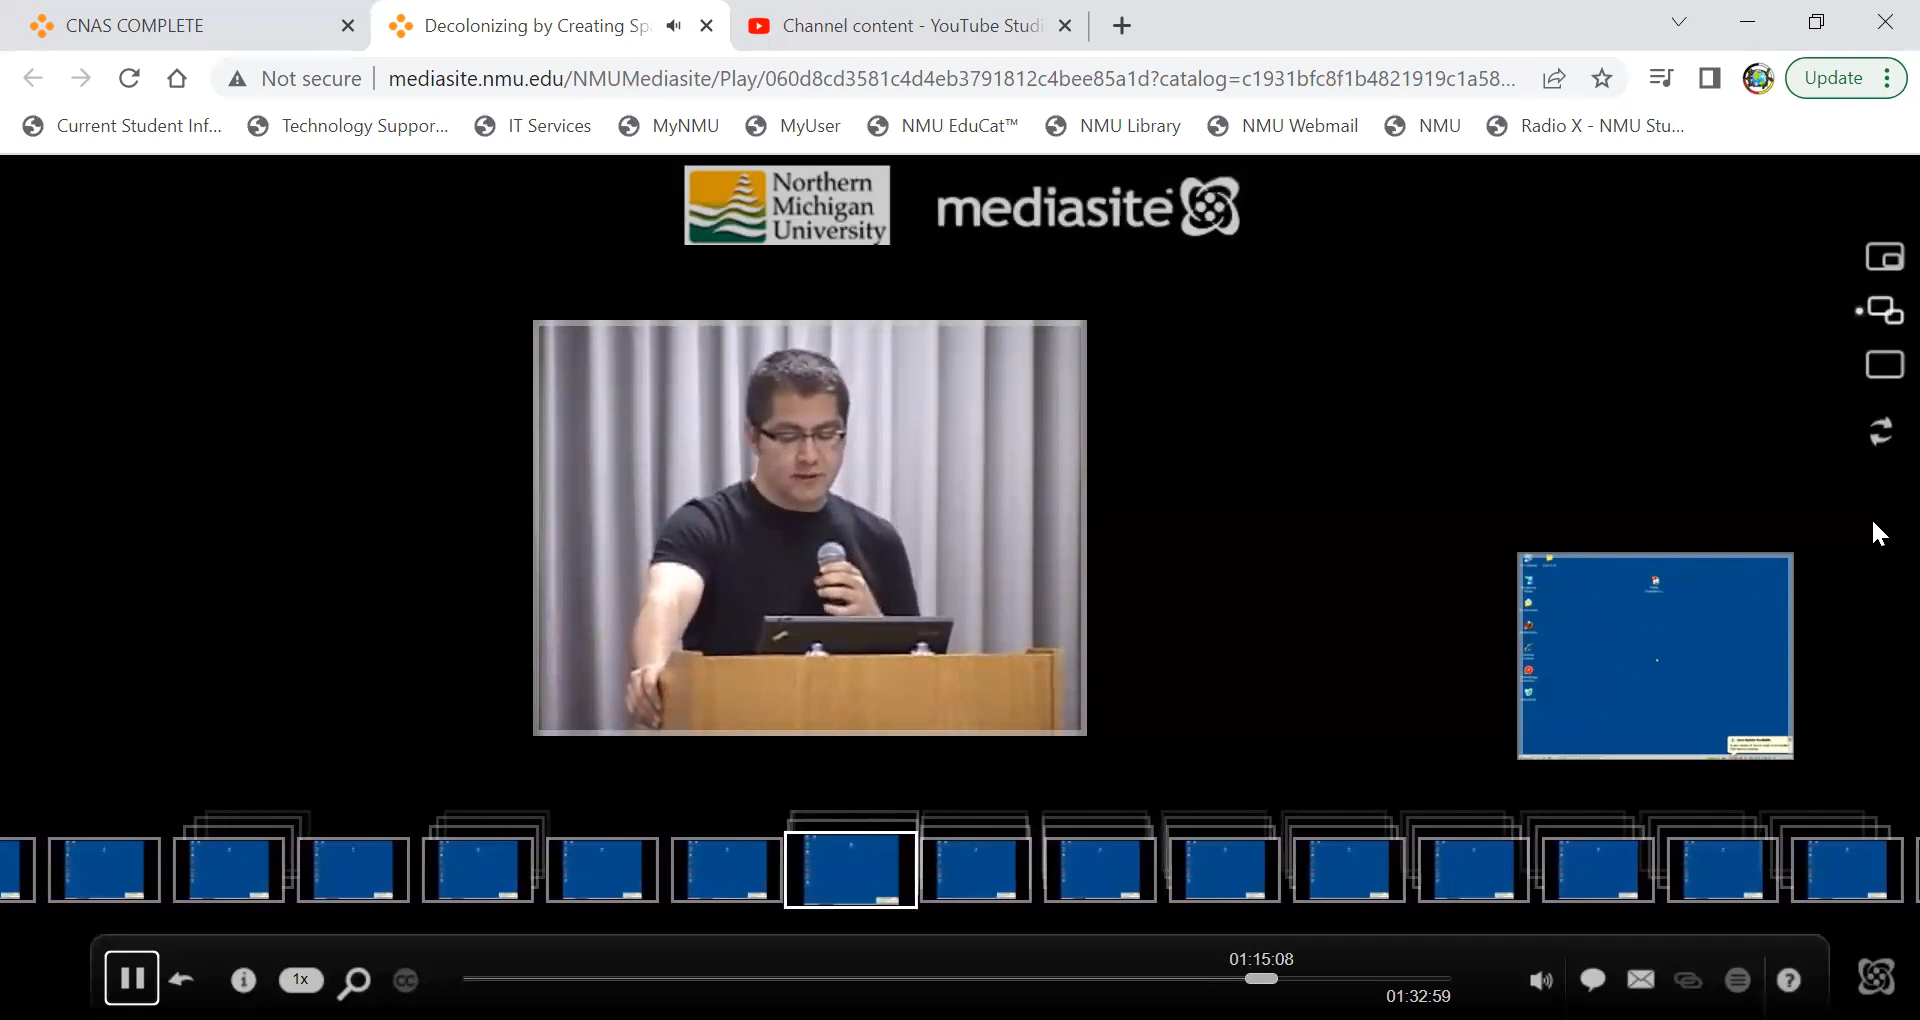 CNAS COMPLETE
Decolonizing by Creating Spa
Channel content - YouTube Studi
Not secure
mediasite.nmu.edu/NMUMediasite/Play/060d8cd3581c4d4eb3791812c4bee85a1d?catalog=c1931bfc8f1b4821919c1a58...
Update
Current Student Inf...
Technology Suppor...
IT Services
MyNMU
MyUser
NMU EduCat™
NMU Library
NMU Webmail
NMU
Radio X - NMU Stu...
Northern
Michigan
University
mediasite
1x
CC
01:15:08
01:32:59